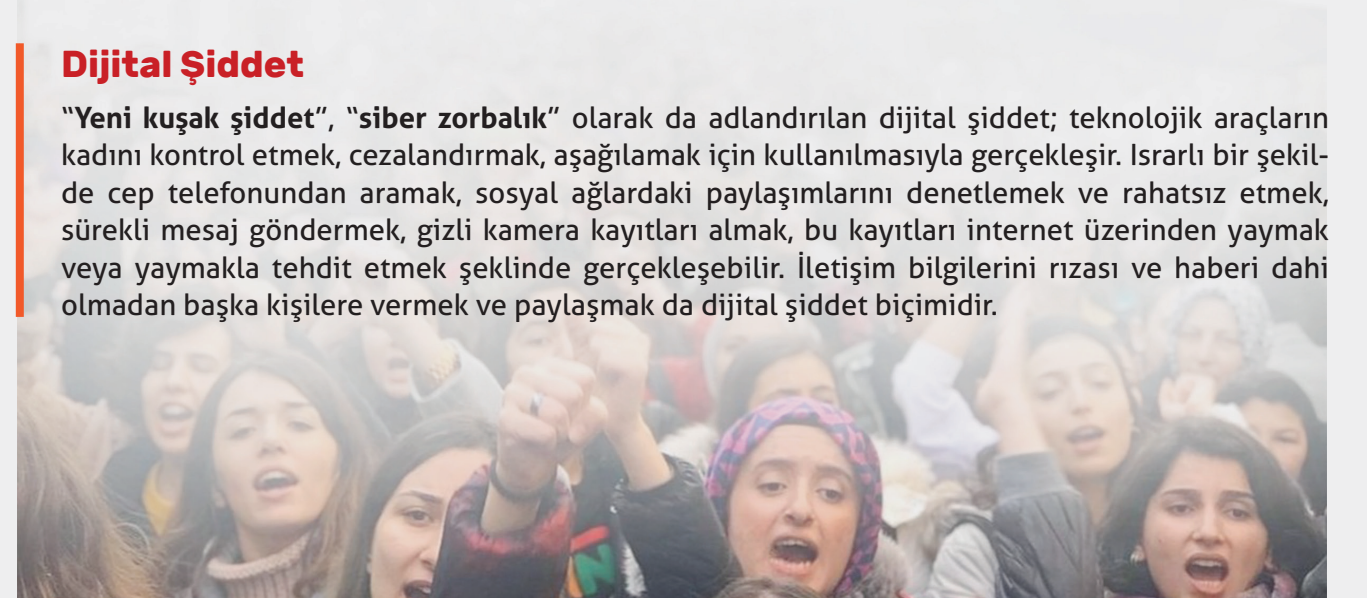 Dijital Şiddet
“Yeni kuşak şiddet”, “siber zorbalık” olarak da adlandırılan dijital şiddet; teknolojik araçların
kadını kontrol etmek, cezalandırmak, aşağılamak için kullanılmasıyla gerçekleşir. Israrlı bir şekil-
de cep telefonundan aramak, sosyal ağlardaki paylaşımlarını denetlemek ve rahatsız etmek,
sürekli mesaj göndermek, gizli kamera kayıtları almak, bu kayıtları internet üzerinden yaymak
veya yaymakla tehdit etmek şeklinde gerçekleşebilir. İletişim bilgilerini rızası ve haberi dahi
olmadan başka kişilere vermek ve paylaşmak da dijital şiddet biçimidir.